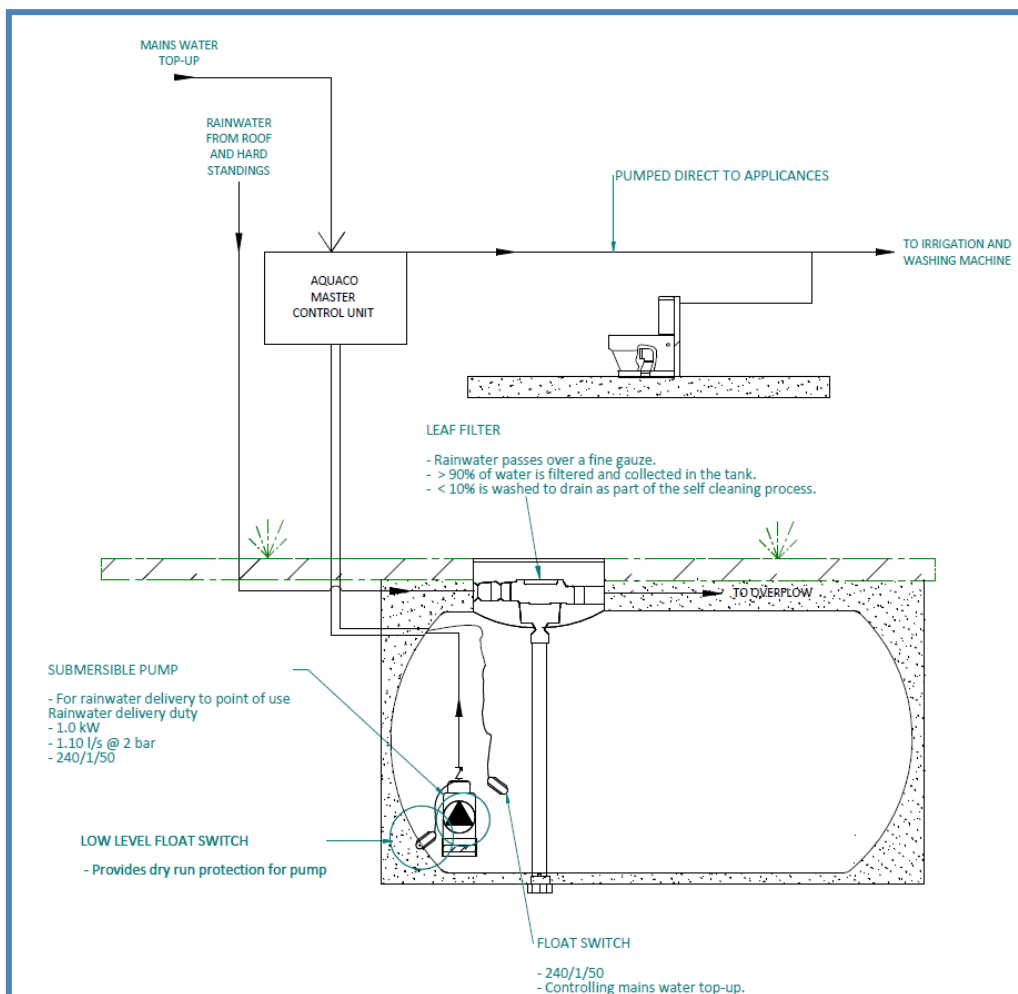 MAINS WATER
TOP-UP
RAINWATER
FROM ROOF
AND HARD
STANDINGS
PUMPED DIRECT TO APPLICANCES
TO IRRIGATION AND
WASHING MACHINE
AQUACO
MASTER
CONTROL UNIT
LEAF FILTER
- Rainwater passes over a fine gauze.
- > 90% of water is filtered and collected in the tank.
- < 10% is washed to drain as part of the self cleaning process.
TO OVERPLOW
SUBMERSIBLE PUMP
- For rainwater delivery to point of use
Rainwater delivery duty
- 1.0 kW
- 1.10 l/s @ 2 bar
- 240/1/50
LOW LEVEL FLOAT SWITCH
- Provides dry run protection for pump
FLOAT SWITCH
- 240/1/50
- Controlling mains water top-up.